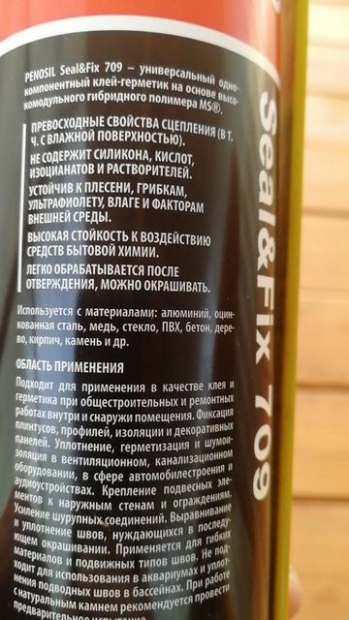 PENOSIL Seal&Fix 709 – универсальный одно-
компонентный клей-герметик на основе высо-
комодульного гибридного полимера MS®.
ПРЕВОСХОДНЫЕ СВОЙСТВА СЦЕПЛЕНИЯ (В Т.
Ч. С ВЛАЖНОЙ ПОВЕРХНОСТЬЮ).
НЕ СОДЕРЖИТ СИЛИКОНА, КИСЛОТ,
ИЗОЦИАНАТОВ И РАСТВОРИТЕЛЕЙ.
УСТОЙЧИВ К ПЛЕСЕНИ, ГРИБКАМ,
УЛЬТРАФИОЛЕТУ, ВЛАГЕ И ФАКТОРАМ
ВНЕШНЕЙ СРЕДЫ.
ВЫСОКАЯ СТОЙКОСТЬ К ВОЗДЕЙСТВИЮ
СРЕДСТВ БЫТОВОЙ ХИМИИ.
ЛЕГКО ОБРАБАТЫВАЕТСЯ ПОСЛЕ
ОТВЕРЖДЕНИЯ, МОЖНО ОКРАШИВАТЬ.
Используется с материалами: алюминий, оцин-
кованная сталь, медь, стекло, ПВХ, бетон, дере-
во, кирпич, камень и др.
ОБЛАСТЬ ПРИМЕНЕНИЯ
Подходит для применения в качестве клея и
герметика при общестроительных и ремонтных
работах внутри и снаружи помещения. Фиксация
плинтусов, профилей, изоляции и декоративных
панелей. Уплотнение, герметизация и шумои-
золяция в вентиляционном, канализационном
оборудовании, в сфере автомобилестроения и
аудиоустройствах. Крепление подвесных эле-
ментов к наружным стенам и ограждениям.
Усиление шурупных соединений. Выравнивание
и уплотнение швов, нуждающихся в последу-
ющем окрашивании. Применяется для гибких
материалов и подвижных типов швов. Не под-
ходит для использования в аквариумах и уплот-
нения подводных швов в бассейнах. При работе
с натуральным камнем рекомендуется провести
предварительное испытание
Seal&Fix 709